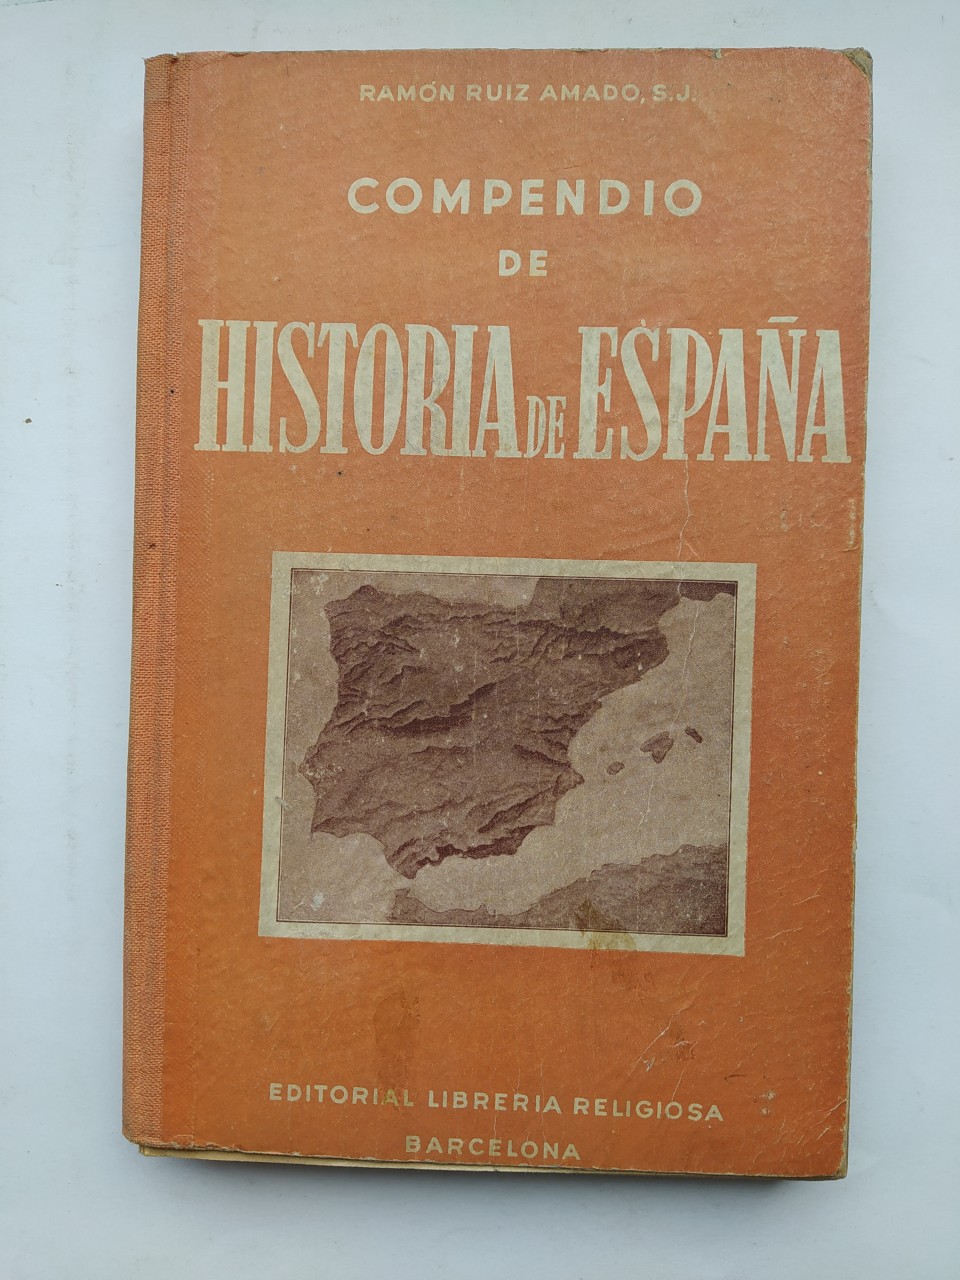 RAMÓN RUIZ AMADO, S.J.
COMPENDIO
DE
HISTORIA DE ESPAÑA
EDITORIAL LIBRERIA RELIGIOSA
BARCELONA